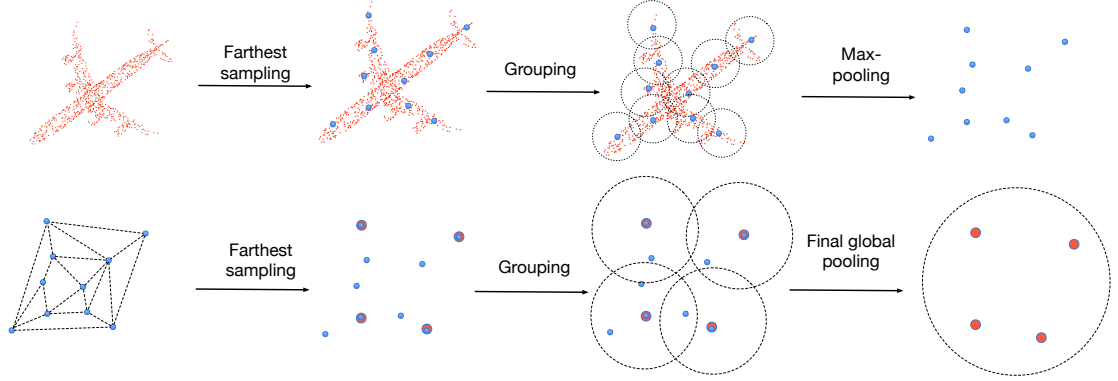 Farthest
sampling
Grouping
Max-
pooling
Farthest
sampling
Grouping
Final global
pooling